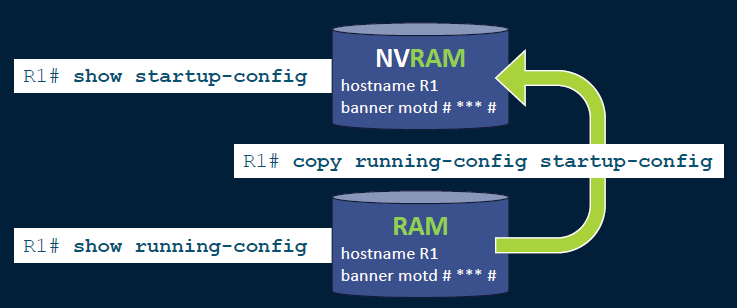 NVRAM
R1# show startup-config
hostname R1
banner motd # *** #
R1# copy running-config startup-config
RAM
R1# show running-config
hostname R1
banner motd # *** #